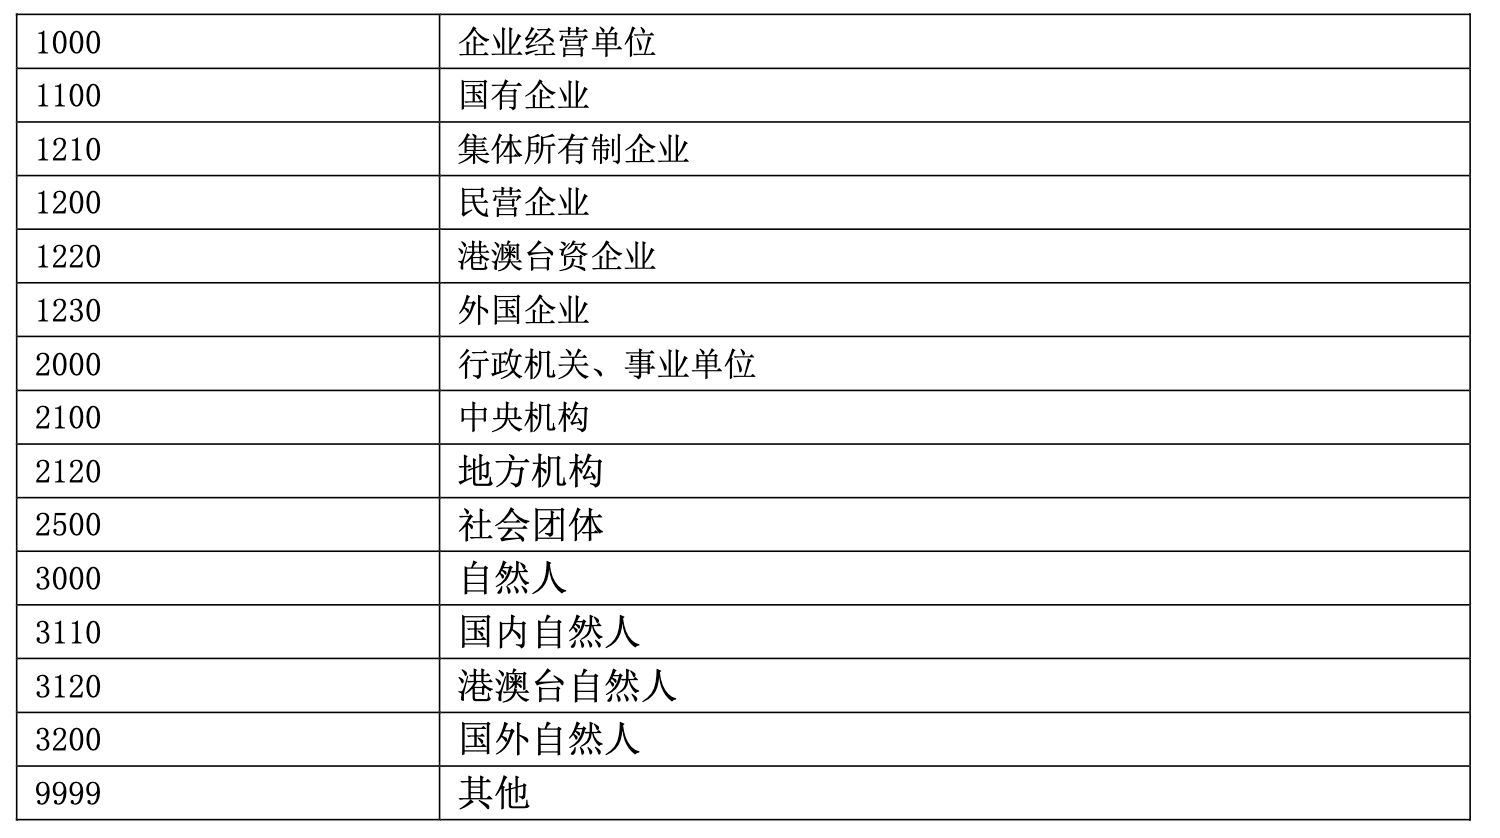 1000 企业经营单位
1100 国有企业
1210 集体所有制企业
1200 民营企业
1220 港澳台资企业
1230 外国企业
2000 行政机关、事业单位
2100 中央机构
2120 地方机构
2500 社会团体
3000 自然人
3110 国内自然人
3120 港澳台自然人
3200 国外自然人
9999 其他